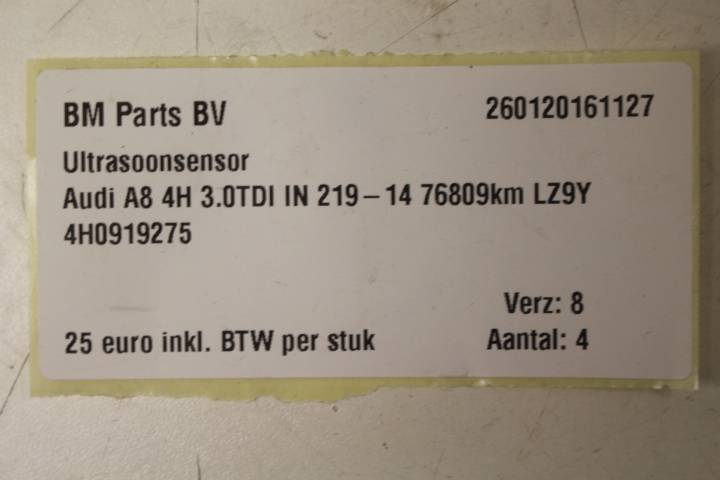 BM Parts BV 260120161127
Ultrasoonsensor
Audi A8 4H 3.0TDI IN 219-14 76809km LZ9Y
4H0919275
Verz: 8
25 euro inkl. BTW per stuk Aantal: 4